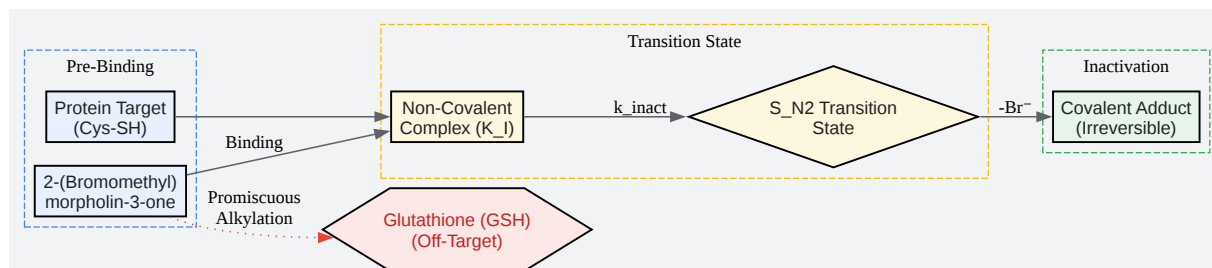 Transition State
Pre-Binding
Inactivation
Protein Target
(Cys-SH)
Non-Covalent
Complex (K_I)
k_inact
S_N2 Transition
State
-Br⁻
Covalent Adduct
(Irreversible)
Binding
2-(Bromomethyl)
morpholin-3-one
Promiscuous
Alkylation
Glutathione (GSH)
(Off-Target)